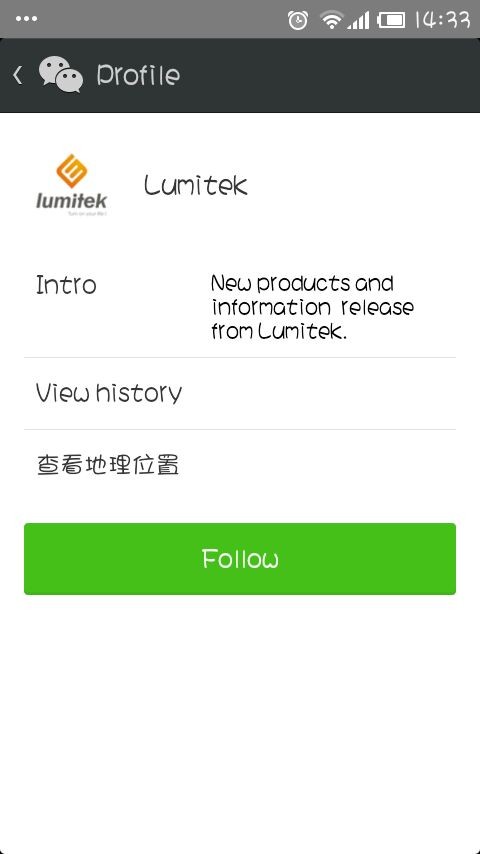 14:33
Profile
lumitek
Turn on your life!
Lumitek
Intro
New products and
information release
from Lumitek.
View history
查看地理位置
Follow